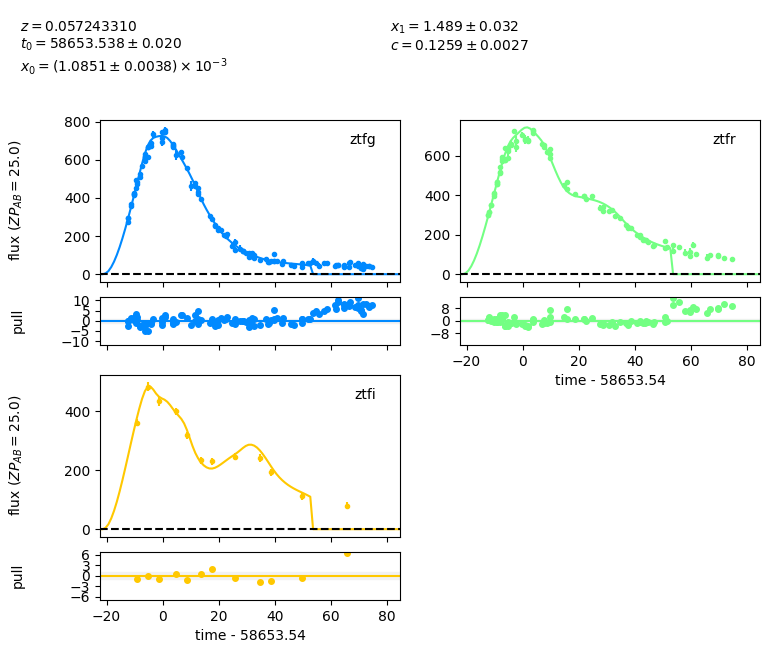 z = 0.057243310
t₀ = 58653.538 ± 0.020
x₀ = (1.0851 ± 0.0038) × 10⁻³
x₁ = 1.489 ± 0.032
c = 0.1259 ± 0.0027
flux (ZP_AB = 25.0)
800
600
400
200
0
ztfg
600
400
200
0
ztfr
pull
10
5
0
−5
−10
8
0
−8
−20 0 20 40 60 80
time - 58653.54
flux (ZP_AB = 25.0)
400
200
0
ztfi
pull
6
3
0
−3
−6
−20 0 20 40 60 80
time - 58653.54